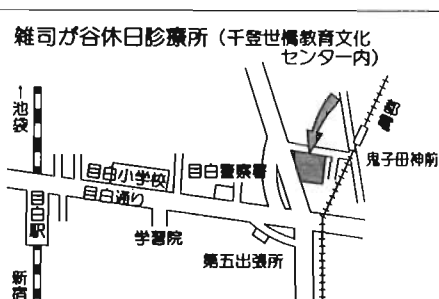 雑司が谷休日診療所（千登世橋教育文化
センター内）
←池袋
都電
鬼子母神前
目白小学校
目白警察署
目白通り
目白駅
学習院
第五出張所
新宿